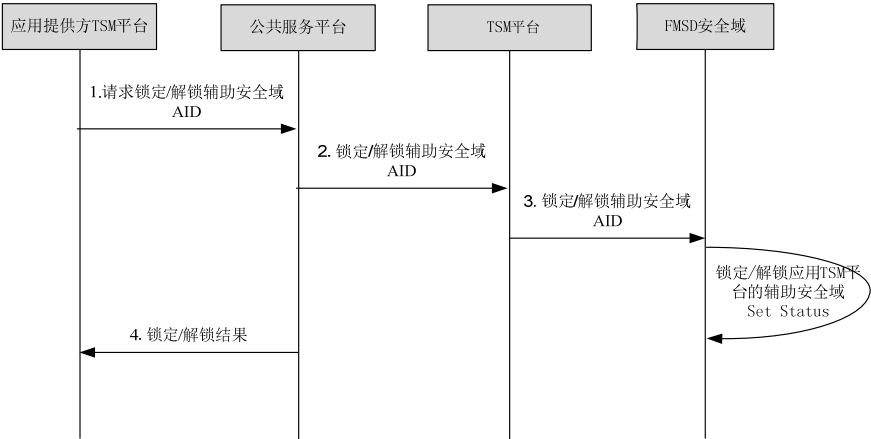 应用提供方TSM平台
公共服务平台
TSM平台
FMSD安全域
1.请求锁定/解锁辅助安全域
AID
2. 锁定/解锁辅助安全域
AID
3. 锁定/解锁辅助安全域
AID
锁定/解锁应用TSM平
台的辅助安全域
Set Status
4. 锁定/解锁结果